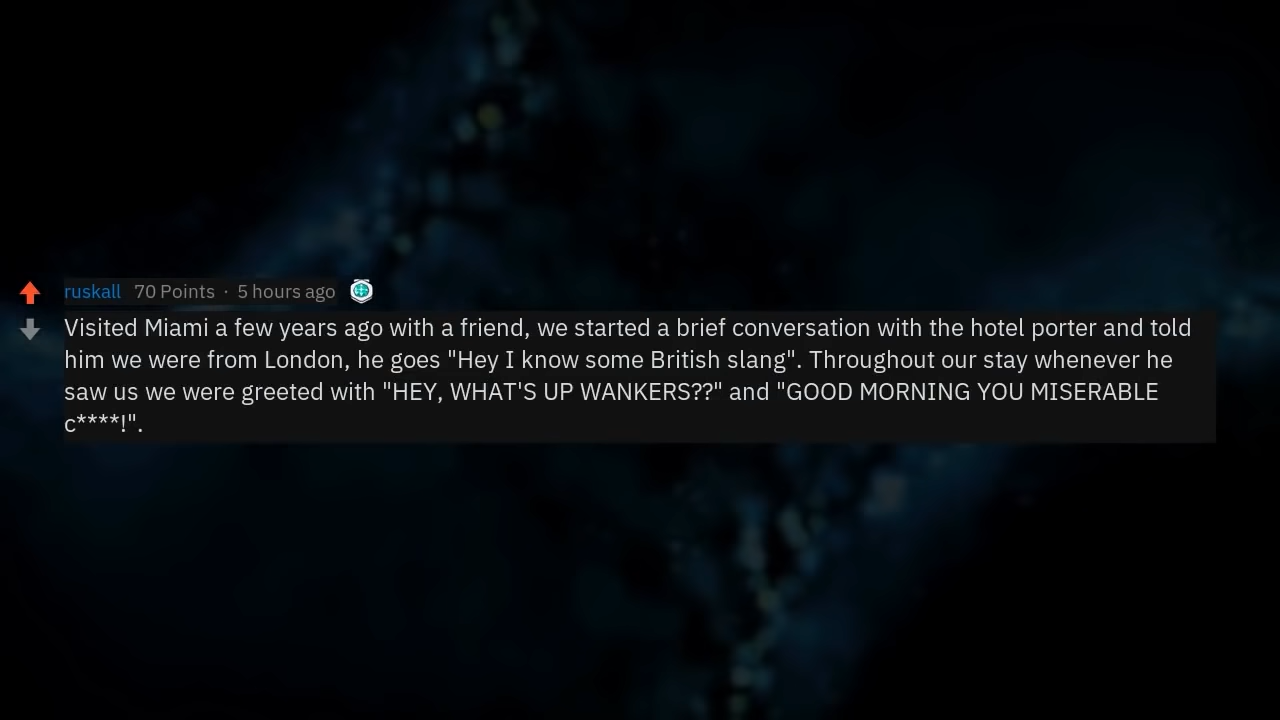 ruskall 70 Points · 5 hours ago
Visited Miami a few years ago with a friend, we started a brief conversation with the hotel porter and told
him we were from London, he goes "Hey I know some British slang". Throughout our stay whenever he
saw us we were greeted with "HEY, WHAT'S UP WANKERS??" and "GOOD MORNING YOU MISERABLE
c****!".